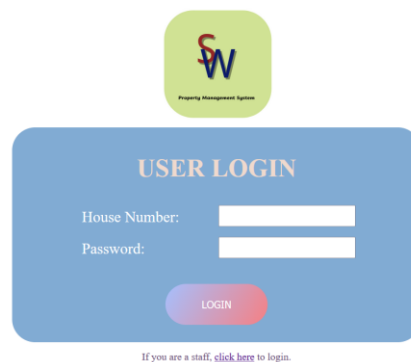 SW
Property Management System
USER LOGIN
House Number:
Password:
LOGIN
If you are a staff, click here to login.